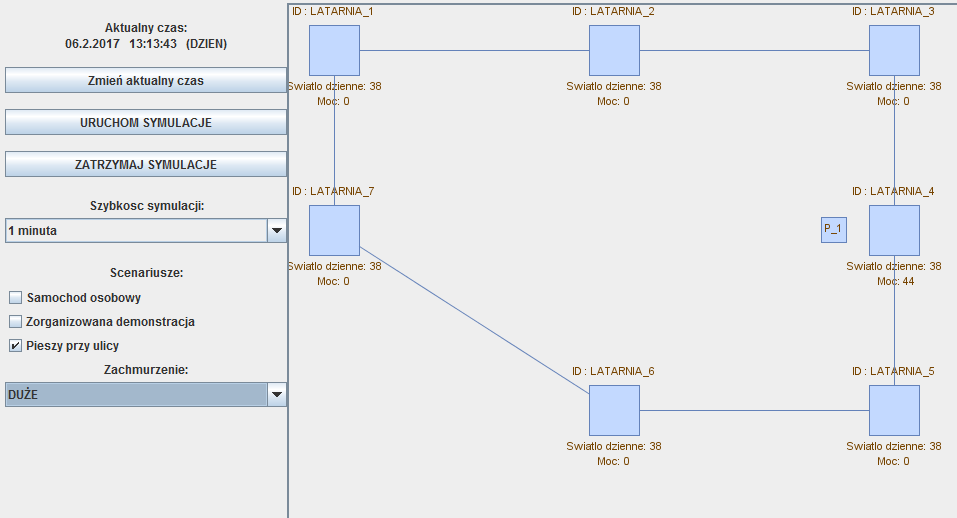 Aktualny czas:
06.2.2017 13:13:43 (DZIEN)
Zmień aktualny czas
URUCHOM SYMULACJE
ZATRZYMAJ SYMULACJE
Szybkosc symulacji:
1 minuta
Scenariusze:
Samochod osobowy
Zorganizowana demonstracja
Pieszy przy ulicy
Zachmurzenie:
DUŻE
ID : LATARNIA_1
Swiatlo dzienne: 38
Moc: 0
ID : LATARNIA_2
Swiatlo dzienne: 38
Moc: 0
ID : LATARNIA_3
Swiatlo dzienne: 38
Moc: 0
ID : LATARNIA_7
Swiatlo dzienne: 38
Moc: 0
P_1
ID : LATARNIA_4
Swiatlo dzienne: 38
Moc: 44
ID : LATARNIA_6
Swiatlo dzienne: 38
Moc: 0
ID : LATARNIA_5
Swiatlo dzienne: 38
Moc: 0